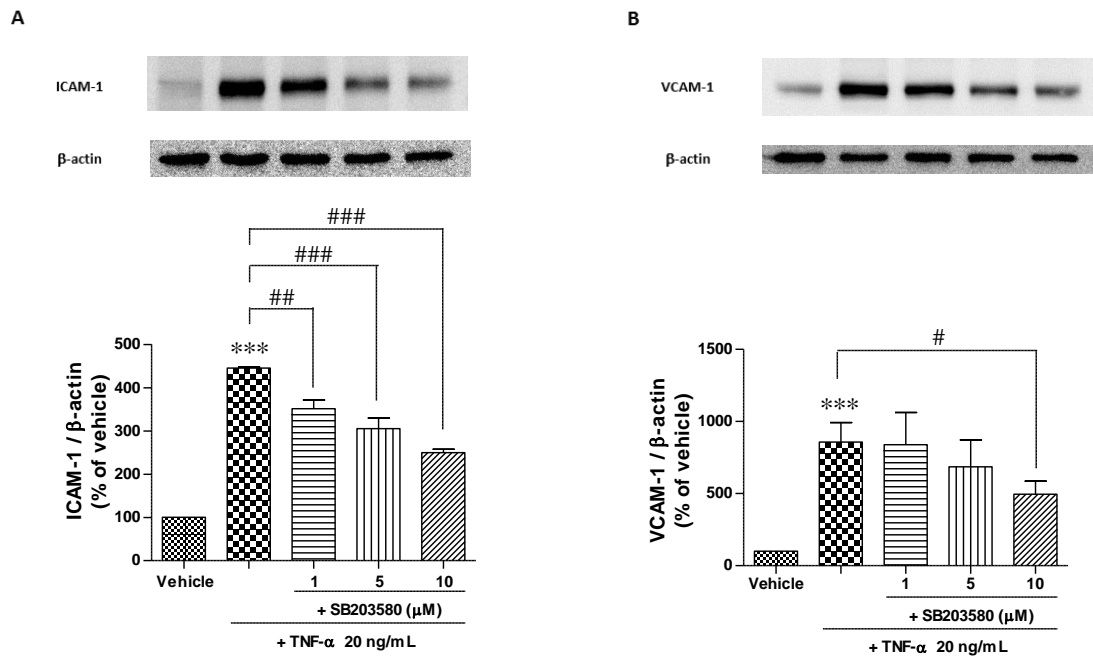 A
ICAM-1
β-actin
###
###
##
***
ICAM-1 / β-actin
(% of vehicle)
500
400
300
200
100
0
Vehicle
1
5
10
+ SB203580 (μM)
+ TNF-α 20 ng/mL
B
VCAM-1
β-actin
#
***
VCAM-1 / β-actin
(% of vehicle)
1500
1000
500
0
Vehicle
1
5
10
+ SB203580 (μM)
+ TNF-α 20 ng/mL